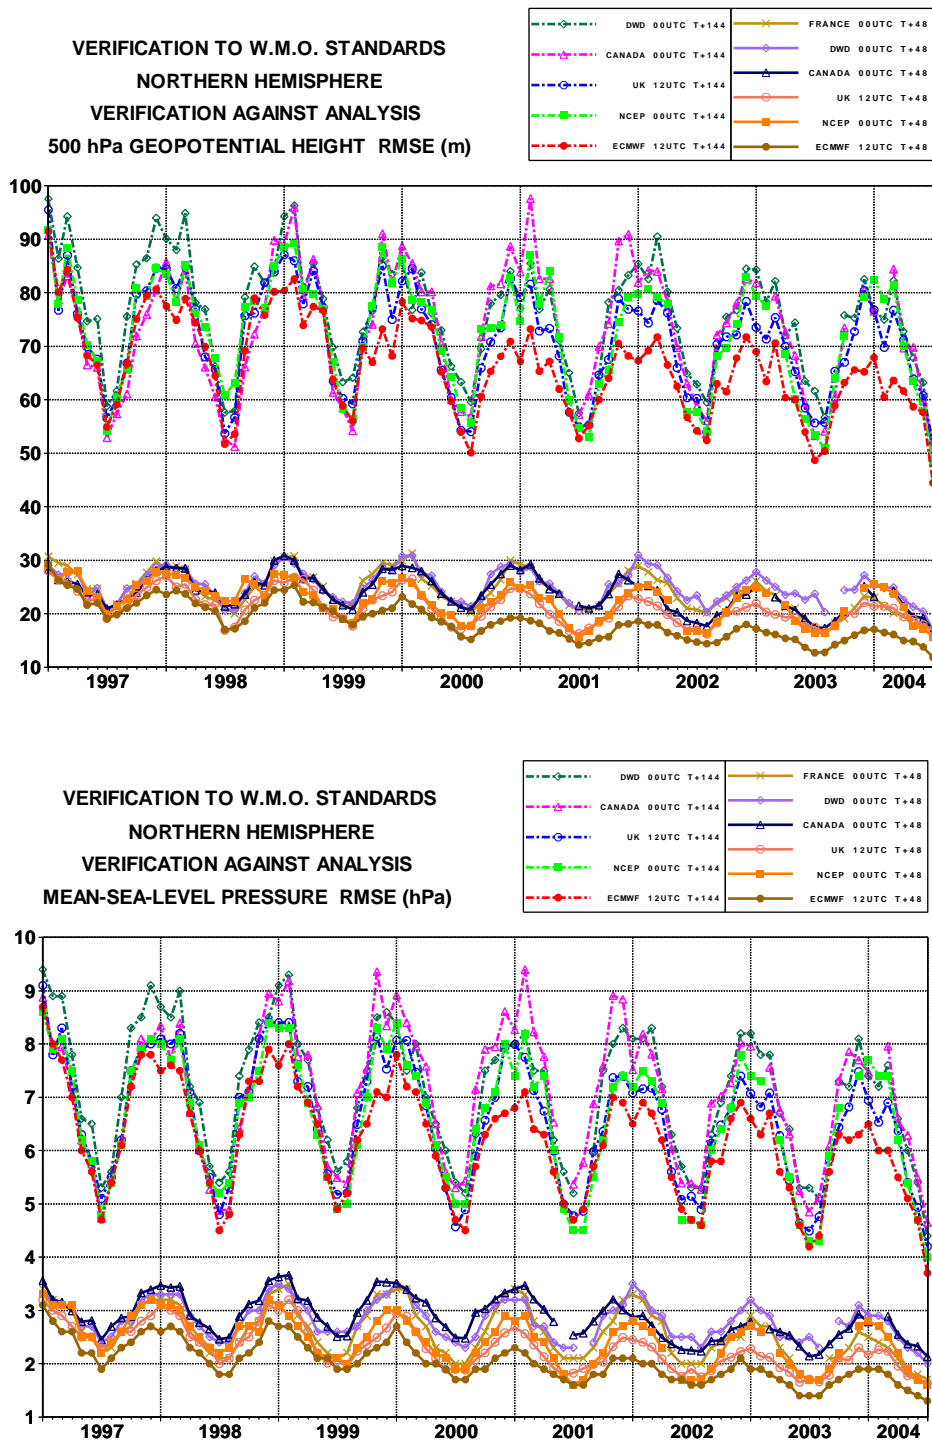 VERIFICATION TO W.M.O. STANDARDS
NORTHERN HEMISPHERE
VERIFICATION AGAINST ANALYSIS
500 hPa GEOPOTENTIAL HEIGHT RMSE (m)
DWD 00UTC T+144
CANADA 00UTC T+144
UK 12UTC T+144
NCEP 00UTC T+144
ECMWF 12UTC T+144
FRANCE 00UTC T+48
DWD 00UTC T+48
CANADA 00UTC T+48
UK 12UTC T+48
NCEP 00UTC T+48
ECMWF 12UTC T+48
100
90
80
70
60
50
40
30
20
10
1997 1998 1999 2000 2001 2002 2003 2004
VERIFICATION TO W.M.O. STANDARDS
NORTHERN HEMISPHERE
VERIFICATION AGAINST ANALYSIS
MEAN-SEA-LEVEL PRESSURE RMSE (hPa)
DWD 00UTC T+144
CANADA 00UTC T+144
UK 12UTC T+144
NCEP 00UTC T+144
ECMWF 12UTC T+144
FRANCE 00UTC T+48
DWD 00UTC T+48
CANADA 00UTC T+48
UK 12UTC T+48
NCEP 00UTC T+48
ECMWF 12UTC T+48
10
9
8
7
6
5
4
3
2
1
1997 1998 1999 2000 2001 2002 2003 2004